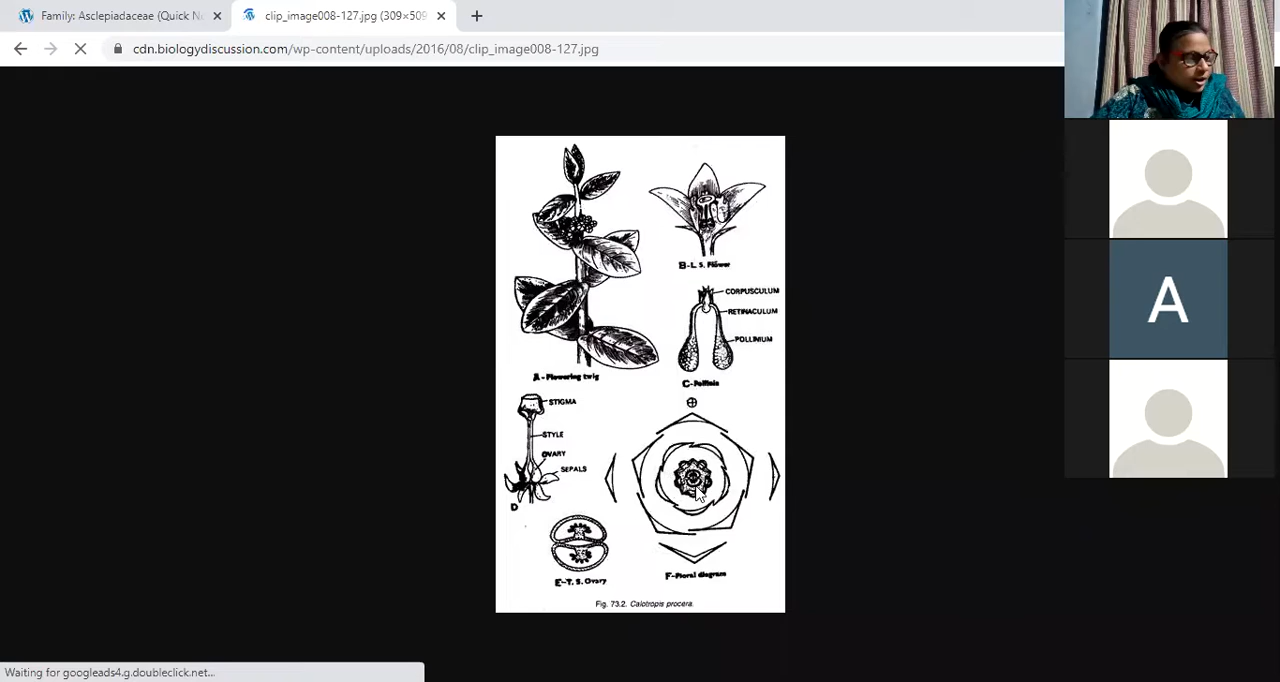 Family: Asclepiadaceae (Quick N
clip_image008-127.jpg (309×509
cdn.biologydiscussion.com/wp-content/uploads/2016/08/clip_image008-127.jpg
B-L S. Flower
CORPUSCULUM
RETINACULUM
POLLINIUM
A-Flowering twig
C-Pollinia
STIGMA
STYLE
OVARY
SEPALS
D
E-T. S. Ovary
F-Floral diagram
Fig. 73.2. Calotropis procera.
A
Waiting for googleads4.g.doubleclick.net...